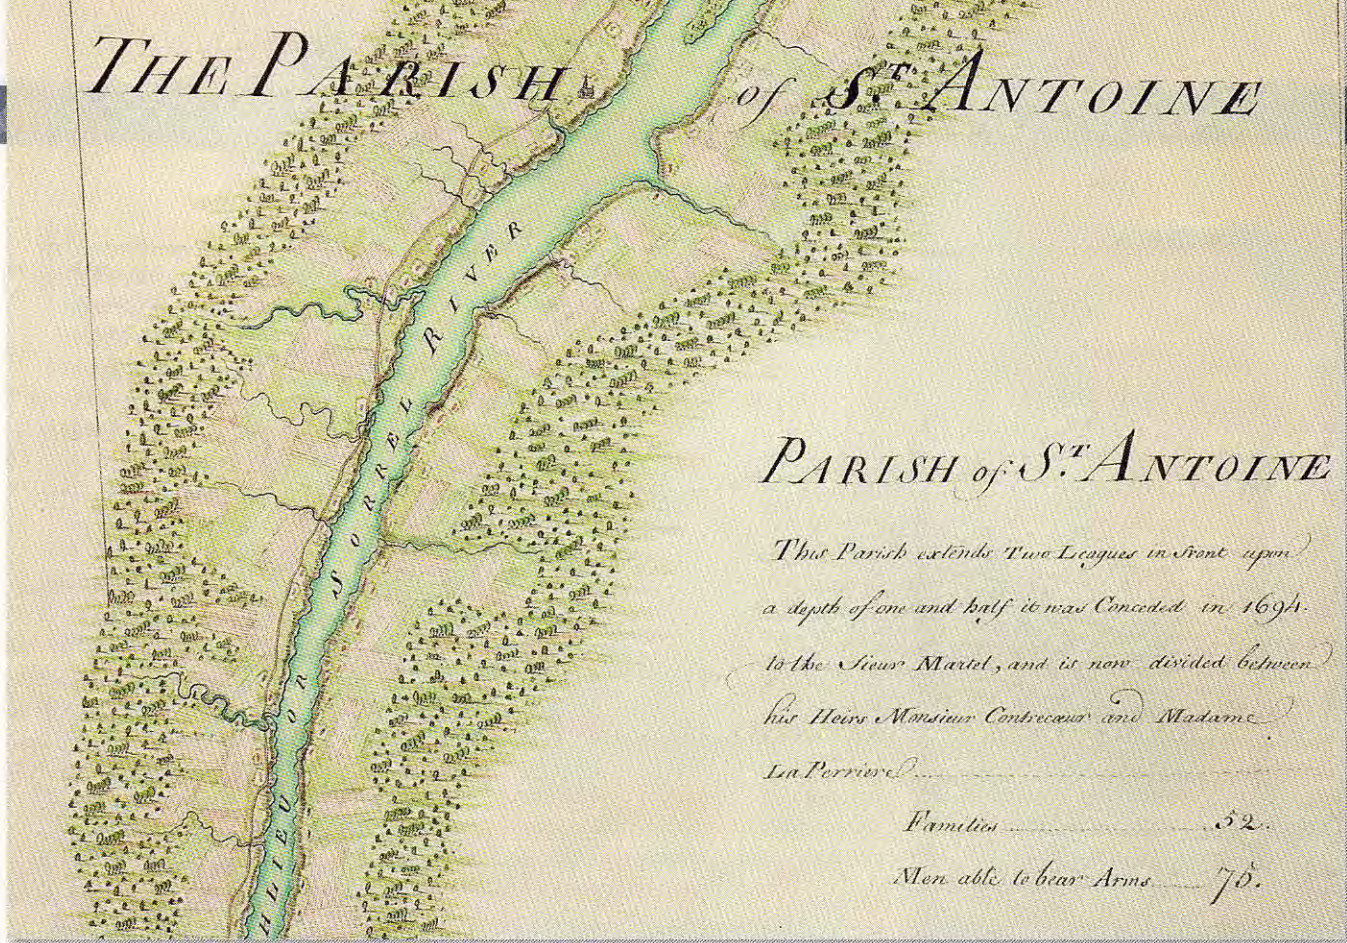 THE PARISH of St. ANTOINE
HLIEU OR SORREL RIVER
PARISH of St. ANTOINE
This Parish extends Two Leagues in front upon
a depth of one and half it was Conceded in 1694.
to the Sieur Martel, and is now divided between
his Heirs Monsieur Contrecœur and Madame
La Perriere
Families 52.
Men able to bear Arms 75.